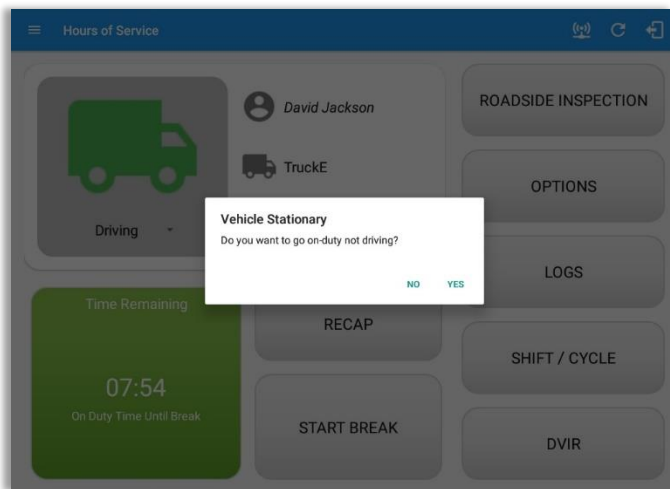 Hours of Service
David Jackson
TruckE
Driving
ROADSIDE INSPECTION
OPTIONS
LOGS
SHIFT / CYCLE
DVIR
Vehicle Stationary
Do you want to go on-duty not driving?
NO YES
Time Remaining
07:54
On Duty Time Until Break
RECAP
START BREAK